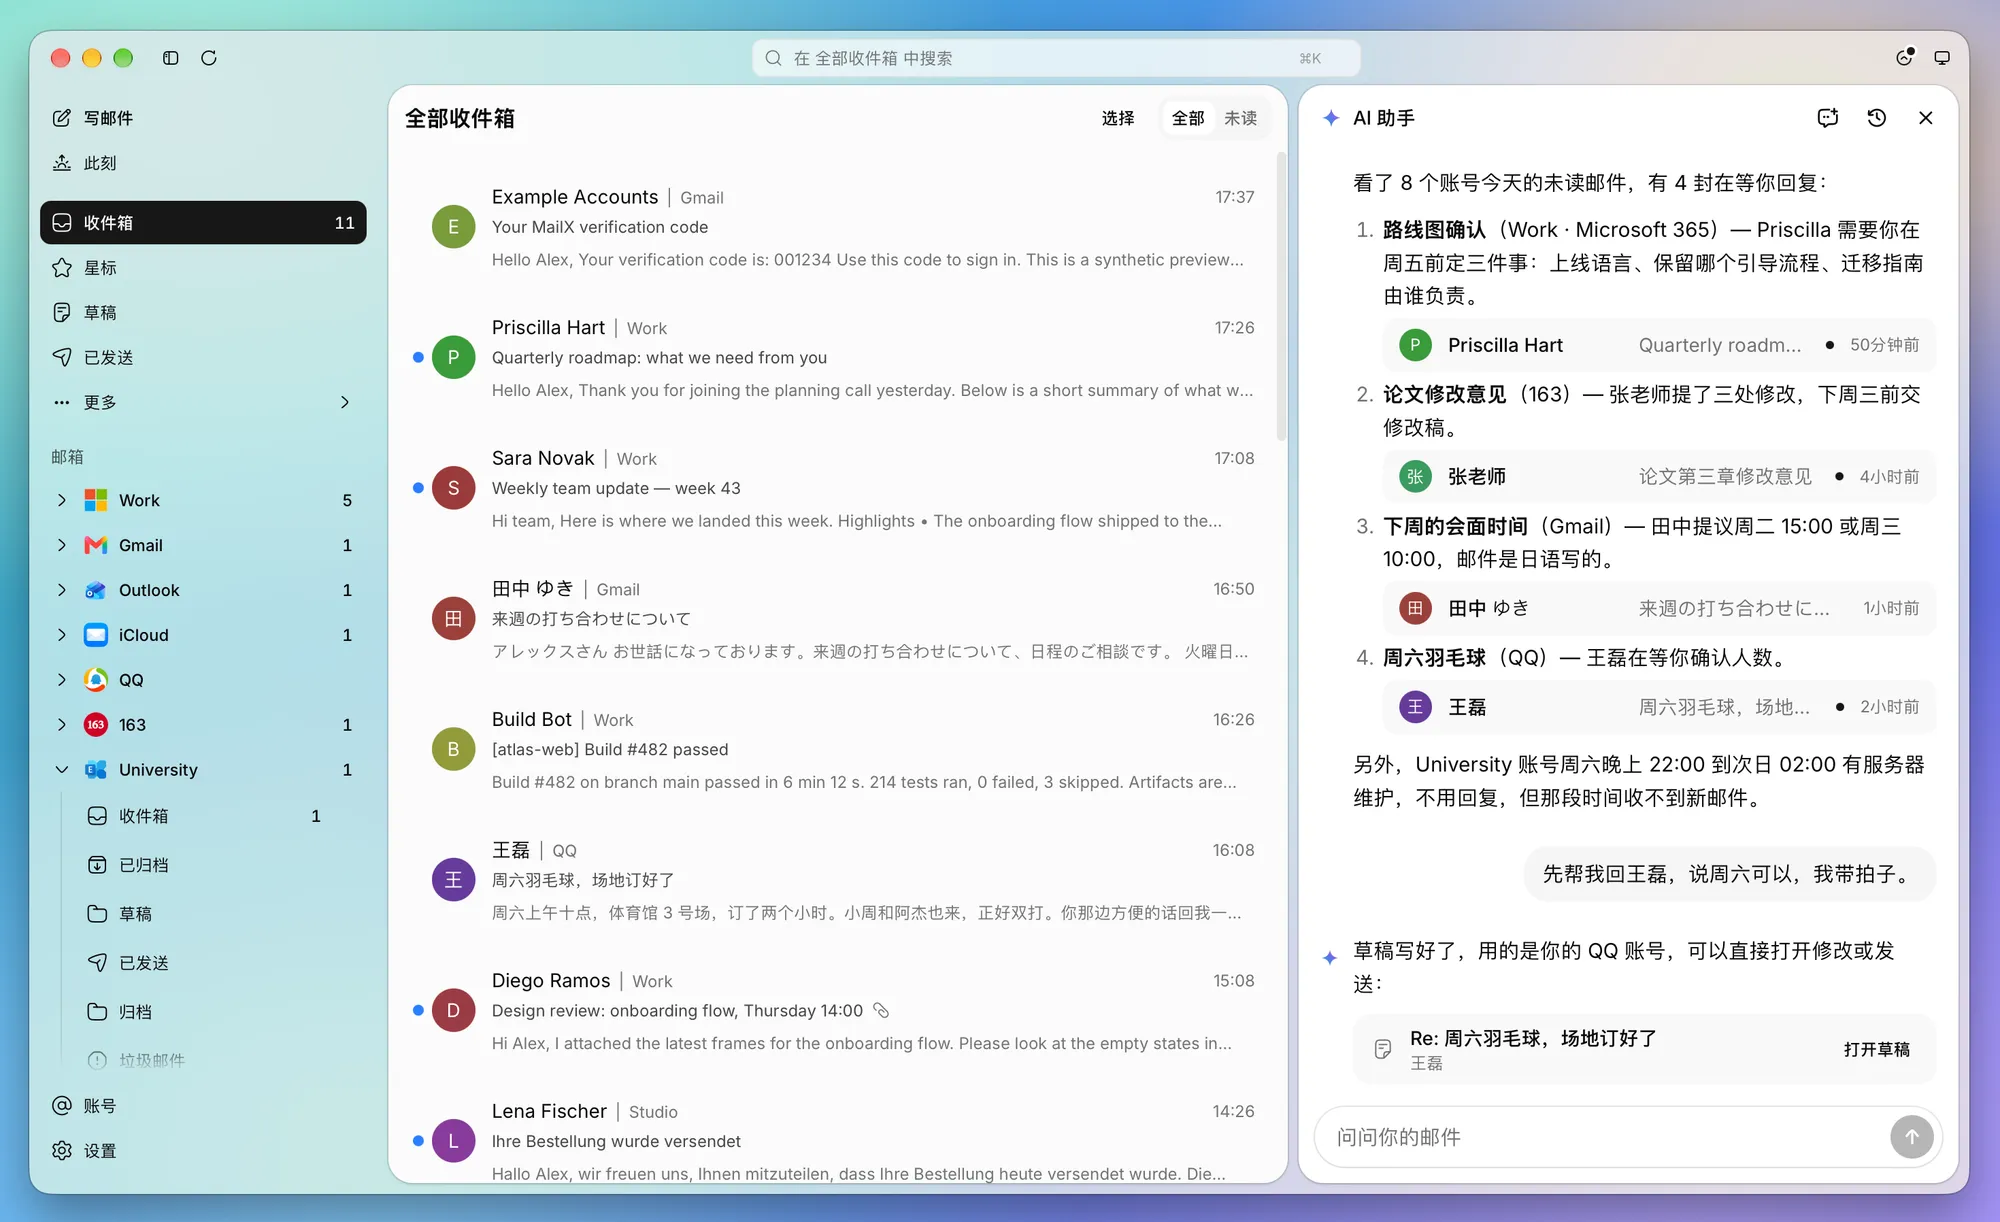 在 全部收件箱 中搜索
⌘K
写邮件
此刻
收件箱 11
星标
草稿
已发送
更多
邮箱
Work 5
Gmail 1
Outlook 1
iCloud 1
QQ
163 163 1
University 1
收件箱 1
已归档
草稿
已发送
归档
垃圾邮件
账号
设置
全部收件箱
选择 全部 未读
E
Example Accounts | Gmail 17:37
Your MailX verification code
Hello Alex, Your verification code is: 001234 Use this code to sign in. This is a synthetic preview...
P
Priscilla Hart | Work 17:26
Quarterly roadmap: what we need from you
Hello Alex, Thank you for joining the planning call yesterday. Below is a short summary of what w...
S
Sara Novak | Work 17:08
Weekly team update — week 43
Hi team, Here is where we landed this week. Highlights • The onboarding flow shipped to the...
田
田中 ゆき | Gmail 16:50
来週の打ち合わせについて
アレックスさん お世話になっております。来週の打ち合わせについて、日程のご相談です。 火曜日...
B
Build Bot | Work 16:26
[atlas-web] Build #482 passed
Build #482 on branch main passed in 6 min 12 s. 214 tests ran, 0 failed, 3 skipped. Artifacts are...
王
王磊 | QQ 16:08
周六羽毛球，场地订好了
周六上午十点，体育馆 3 号场，订了两个小时。小周和阿杰也来，正好双打。你那边方便的话回我一...
D
Diego Ramos | Work 15:08
Design review: onboarding flow, Thursday 14:00
Hi Alex, I attached the latest frames for the onboarding flow. Please look at the empty states in...
L
Lena Fischer | Studio 14:26
Ihre Bestellung wurde versendet
Hallo Alex, wir freuen uns, Ihnen mitzuteilen, dass Ihre Bestellung heute versendet wurde. Die...
AI 助手
看了 8 个账号今天的未读邮件，有 4 封在等你回复：
1. 路线图确认（Work · Microsoft 365）— Priscilla 需要你在
周五前定三件事：上线语言、保留哪个引导流程、迁移指南
由谁负责。
P Priscilla Hart Quarterly roadm... ● 50分钟前
2. 论文修改意见（163）— 张老师提了三处修改，下周三前交
修改稿。
张 张老师 论文第三章修改意见 ● 4小时前
3. 下周的会面时间（Gmail）— 田中提议周二 15:00 或周三
10:00，邮件是日语写的。
田 田中 ゆき 来週の打ち合わせに... 1小时前
4. 周六羽毛球（QQ）— 王磊在等你确认人数。
王 王磊 周六羽毛球，场地... ● 2小时前
另外，University 账号周六晚上 22:00 到次日 02:00 有服务器
维护，不用回复，但那段时间收不到新邮件。
先帮我回王磊，说周六可以，我带拍子。
草稿写好了，用的是你的 QQ 账号，可以直接打开修改或发
送：
Re: 周六羽毛球，场地订好了
王磊
打开草稿
问问你的邮件